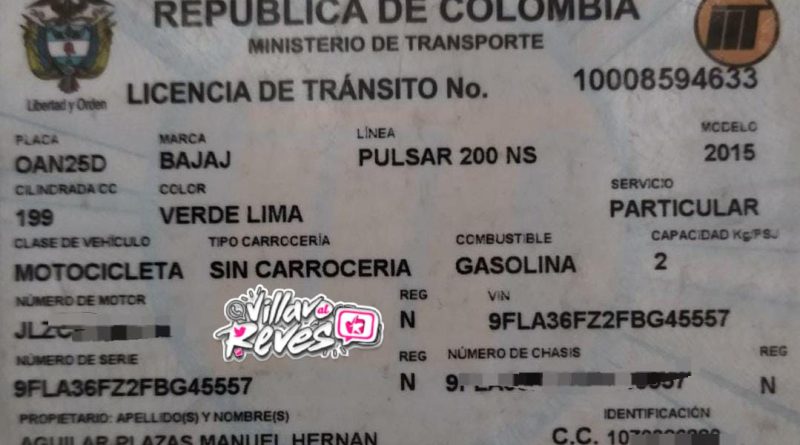 REPÚBLICA DE COLOMBIA
MINISTERIO DE TRANSPORTE
Libertad y Orden
LICENCIA DE TRÁNSITO No. 10008594633
PLACA MARCA LÍNEA MODELO
OAN25D BAJAJ PULSAR 200 NS 2015
CILINDRADA CC COLOR SERVICIO
199 VERDE LIMA PARTICULAR
CLASE DE VEHÍCULO TIPO CARROCERÍA COMBUSTIBLE CAPACIDAD Kg/PSJ
MOTOCICLETA SIN CARROCERIA GASOLINA 2
NÚMERO DE MOTOR REG VIN
Villavo al Revés
N 9FLA36FZ2FBG45557
NÚMERO DE SERIE REG NÚMERO DE CHASIS REG
9FLA36FZ2FBG45557 N N
PROPIETARIO: APELLIDO(S) Y NOMBRE(S) IDENTIFICACIÓN
AGUILAR PLAZAS MANUEL HERNAN C.C.